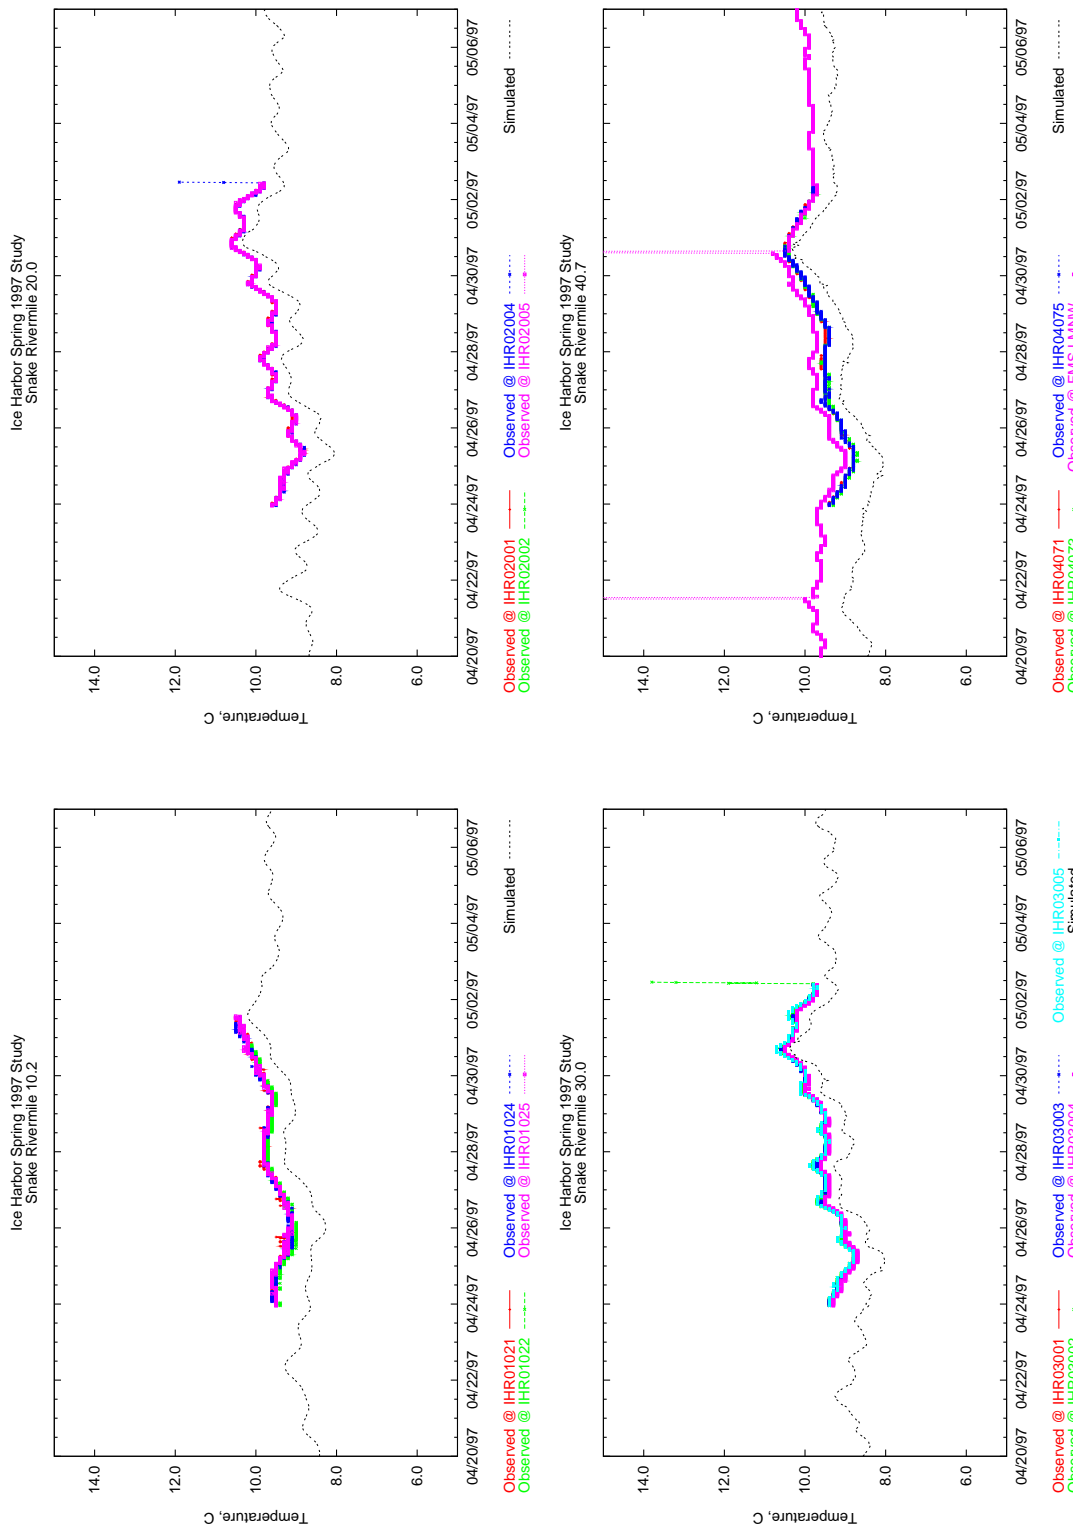 Ice Harbor Spring 1997 Study
Snake Rivermile 10.2
Temperature, C
14.0
12.0
10.0
8.0
6.0
04/20/97 04/22/97 04/24/97 04/26/97 04/28/97 04/30/97 05/02/97 05/04/97 05/06/97
Observed @ IHR01021
Observed @ IHR01022
Observed @ IHR01024
Observed @ IHR01025
Simulated
Ice Harbor Spring 1997 Study
Snake Rivermile 20.0
Temperature, C
14.0
12.0
10.0
8.0
6.0
04/20/97 04/22/97 04/24/97 04/26/97 04/28/97 04/30/97 05/02/97 05/04/97 05/06/97
Observed @ IHR02001
Observed @ IHR02002
Observed @ IHR02004
Observed @ IHR02005
Simulated
Ice Harbor Spring 1997 Study
Snake Rivermile 30.0
Temperature, C
14.0
12.0
10.0
8.0
6.0
04/20/97 04/22/97 04/24/97 04/26/97 04/28/97 04/30/97 05/02/97 05/04/97 05/06/97
Observed @ IHR03001
Observed @
Observed @ IHR03003
Observed @ IHR03004
Observed @ IHR03005
Simulated
Ice Harbor Spring 1997 Study
Snake Rivermile 40.7
Temperature, C
14.0
12.0
10.0
8.0
6.0
04/20/97 04/22/97 04/24/97 04/26/97 04/28/97 04/30/97 05/02/97 05/04/97 05/06/97
Observed @ IHR04071
Observed @ IHR04073
Observed @ IHR04075
Observed @ LMNW
Simulated